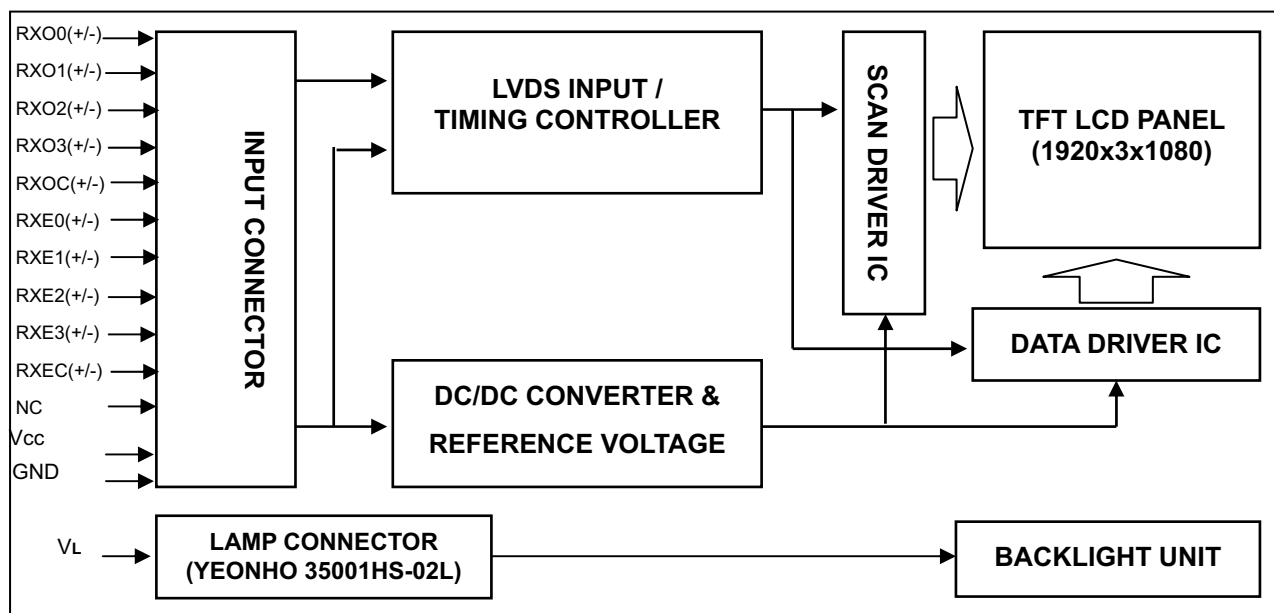 RXO0(+/-)
RXO1(+/-)
RXO2(+/-)
RXO3(+/-)
RXOC(+/-)
RXE0(+/-)
RXE1(+/-)
RXE2(+/-)
RXE3(+/-)
RXEC(+/-)
NC
Vcc
GND
INPUT CONNECTOR
LVDS INPUT /
TIMING CONTROLLER
DC/DC CONVERTER &
REFERENCE VOLTAGE
SCAN DRIVER IC
TFT LCD PANEL
(1920x3x1080)
DATA DRIVER IC
VL
LAMP CONNECTOR
(YEONHO 35001HS-02L)
BACKLIGHT UNIT